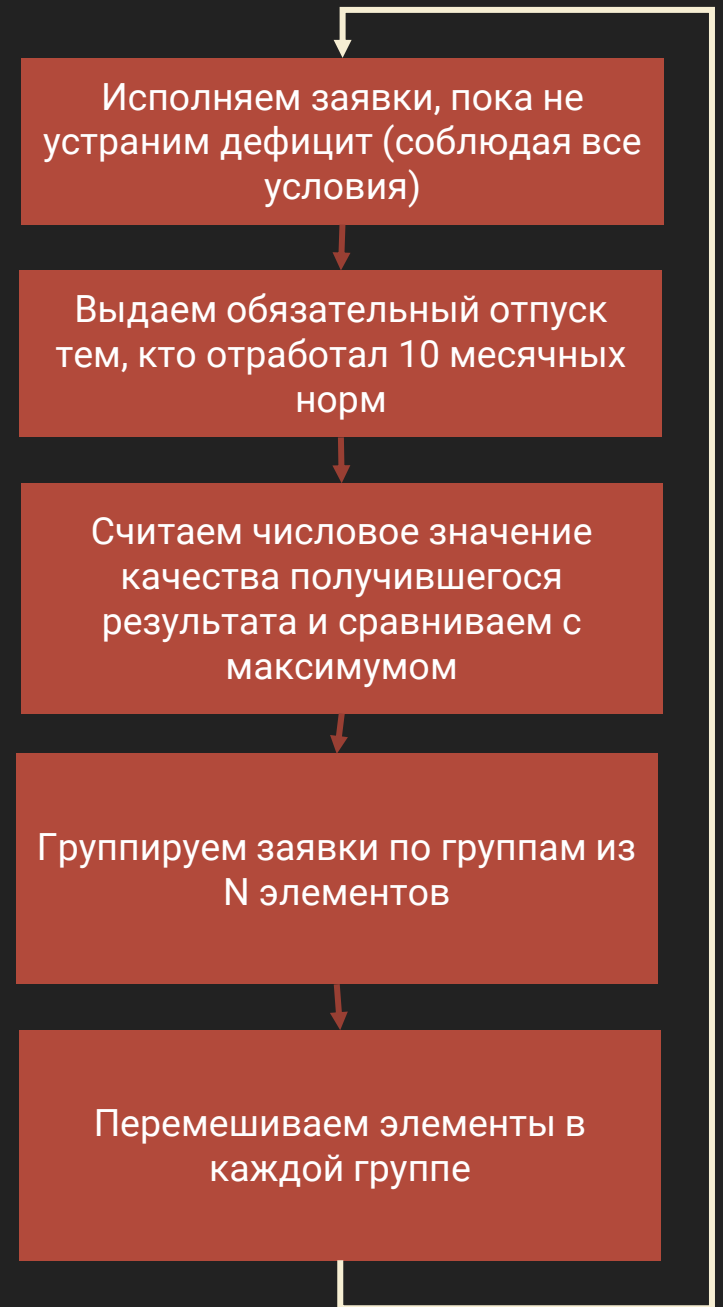 Исполняем заявки, пока не
устраним дефицит (соблюдая все
условия)
Выдаем обязательный отпуск
тем, кто отработал 10 месячных
норм
Считаем числовое значение
качества получившегося
результата и сравниваем с
максимумом
Группируем заявки по группам из
N элементов
Перемешиваем элементы в
каждой группе